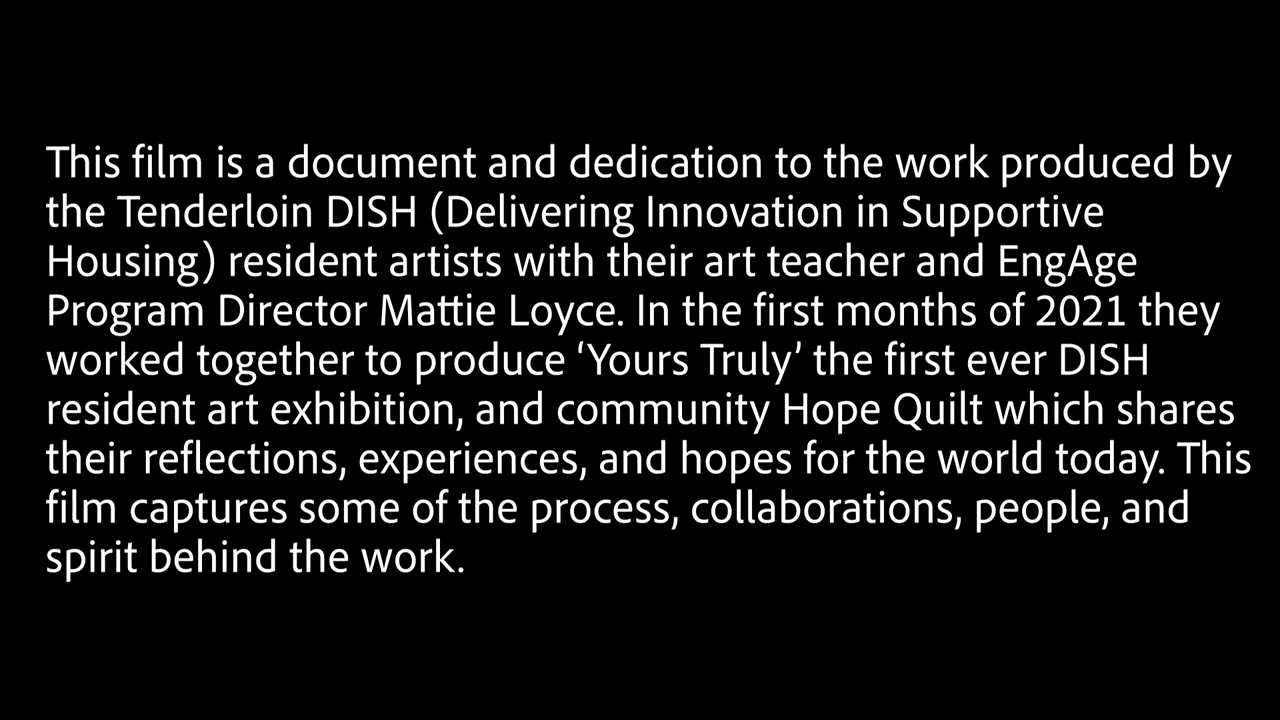 This film is a document and dedication to the work produced by
the Tenderloin DISH (Delivering Innovation in Supportive
Housing) resident artists with their art teacher and EngAge
Program Director Mattie Loyce. In the first months of 2021 they
worked together to produce ‘Yours Truly’ the first ever DISH
resident art exhibition, and community Hope Quilt which shares
their reflections, experiences, and hopes for the world today. This
film captures some of the process, collaborations, people, and
spirit behind the work.